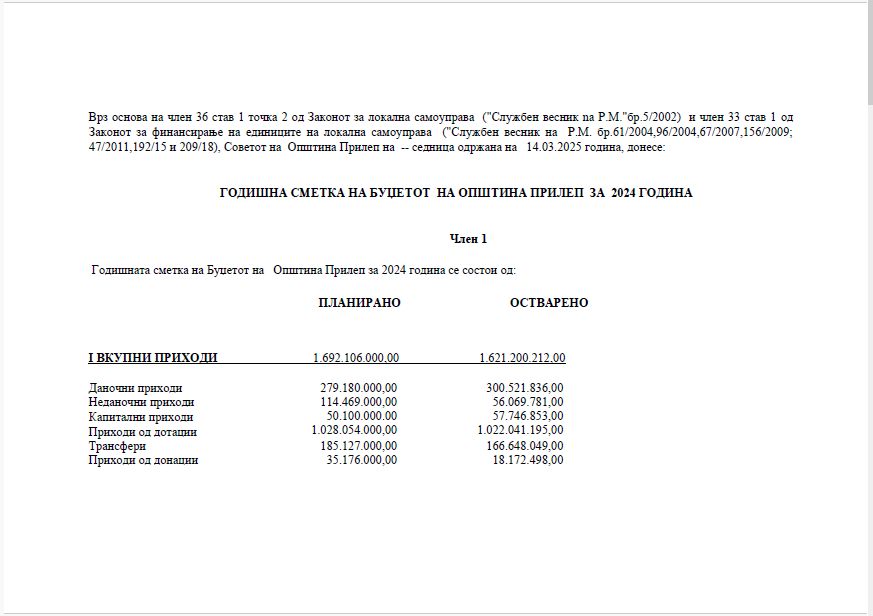 Врз основа на член 36 став 1 точка 2 од Законот за локална самоуправа ("Службен весник na Р.М."бр.5/2002) и член 33 став 1 од
Законот за финансирање на единиците на локална самоуправа ("Службен весник на Р.М. бр.61/2004,96/2004,67/2007,156/2009;
47/2011,192/15 и 209/18), Советот на Општина Прилеп на -- седница одржана на 14.03.2025 година, донесе:
ГОДИШНА СМЕТКА НА БУЏЕТОТ НА ОПШТИНА ПРИЛЕП ЗА 2024 ГОДИНА
Член 1
Годишната сметка на Буџетот на Општина Прилеп за 2024 година се состои од:
ПЛАНИРАНО ОСТВАРЕНО
I ВКУПНИ ПРИХОДИ 1.692.106.000,00 1.621.200.212.00
Даночни приходи 279.180.000,00 300.521.836,00
Неданочни приходи 114.469.000,00 56.069.781,00
Капитални приходи 50.100.000.00 57.746.853,00
Приходи од дотации 1.028.054.000,00 1.022.041.195,00
Трансфери 185.127.000,00 166.648.049,00
Приходи од донации 35.176.000,00 18.172.498,00